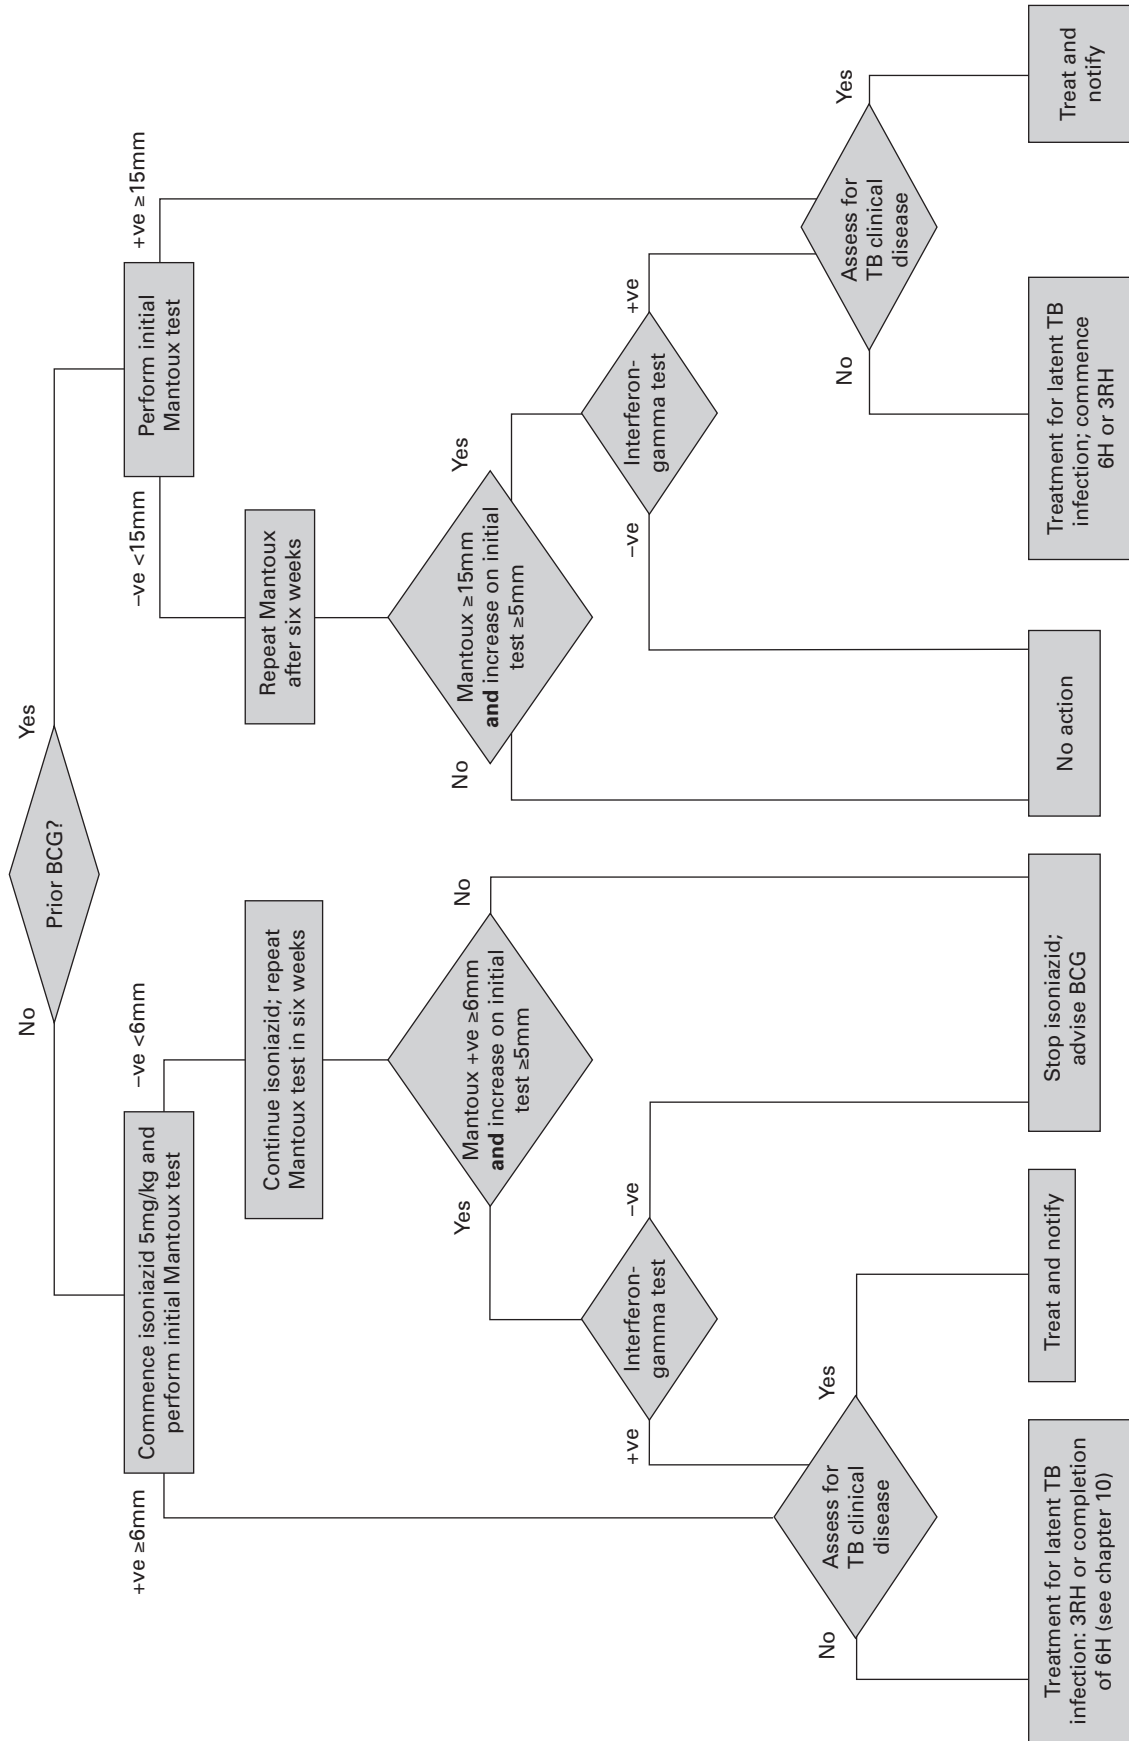 Prior BCG?
No
Yes
Commence isoniazid 5mg/kg and
perform initial Mantoux test
+ve ≥6mm
–ve <6mm
Continue isoniazid; repeat
Mantoux test in six weeks
Mantoux +ve ≥6mm
and increase on initial
test ≥5mm
Yes
No
Interferon-
gamma test
+ve
–ve
Assess for
TB clinical
disease
No
Yes
Treatment for latent TB
infection: 3RH or completion
of 6H (see chapter 10)
Treat and notify
Stop isoniazid;
advise BCG
Perform initial
Mantoux test
–ve <15mm
+ve ≥15mm
Repeat Mantoux
after six weeks
Mantoux ≥15mm
and increase on initial
test ≥5mm
No
Yes
Interferon-
gamma test
–ve
+ve
Assess for
TB clinical
disease
No
Yes
No action
Treatment for latent TB
infection; commence
6H or 3RH
Treat and
notify